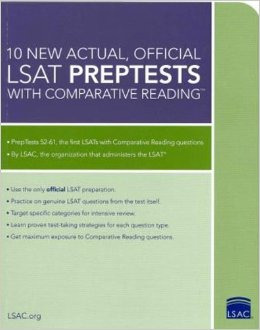 10 NEW ACTUAL, OFFICIAL
LSAT PREPTESTS
WITH COMPARATIVE READING™
• PrepTests 52-61, the first LSATs with Comparative Reading questions
• By LSAC, the organization that administers the LSAT®
• Use the only official LSAT preparation.
• Practice on genuine LSAT questions from the test itself.
• Target specific categories for intensive review.
• Learn proven test-taking strategies for each question type.
• Get maximum exposure to Comparative Reading questions.
LSAC.org
LSAC